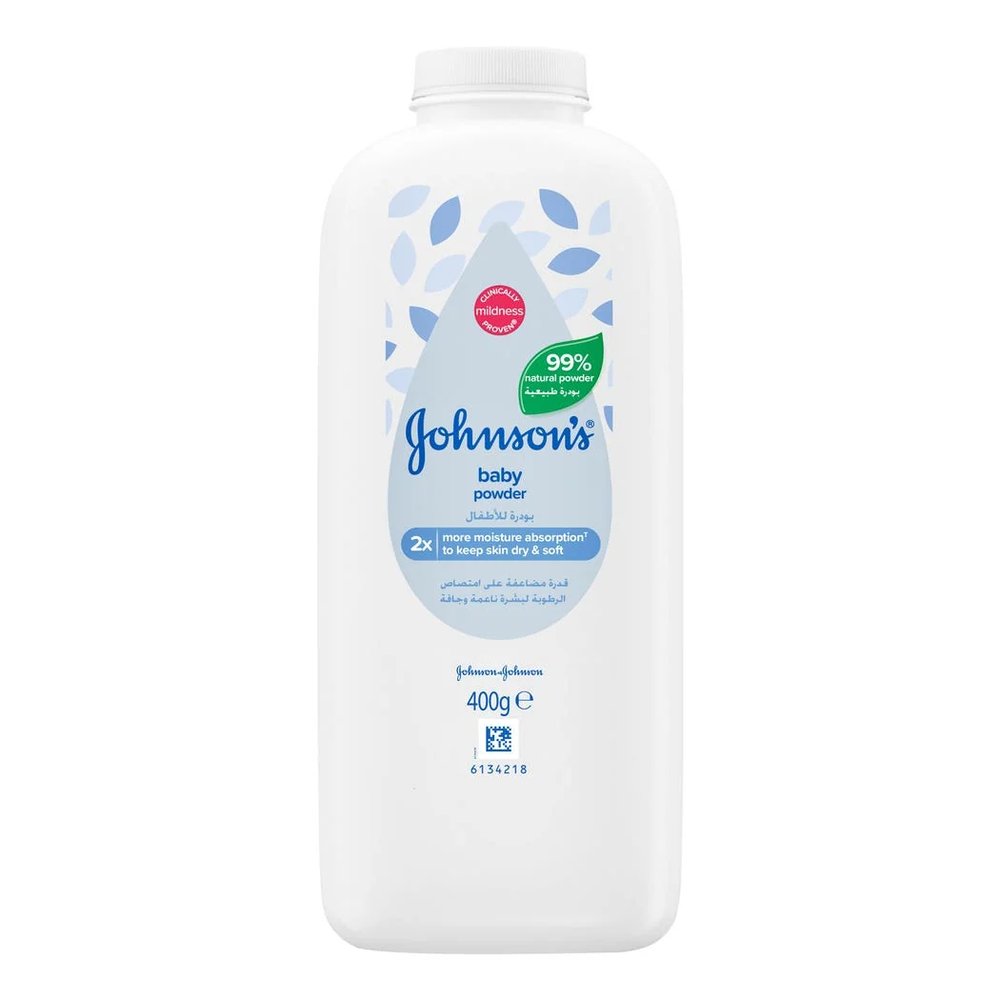 CLINICALLY
mildness
PROVEN®
99%
natural powder
بودرة طبيعية
Johnson's®
baby
powder
بودرة للأطفال
2x more moisture absorption†
to keep skin dry & soft
قدرة مضاعفة على امتصاص
الرطوبة لبشرة ناعمة وجافة
Johnson & Johnson
400g ℮
6134218